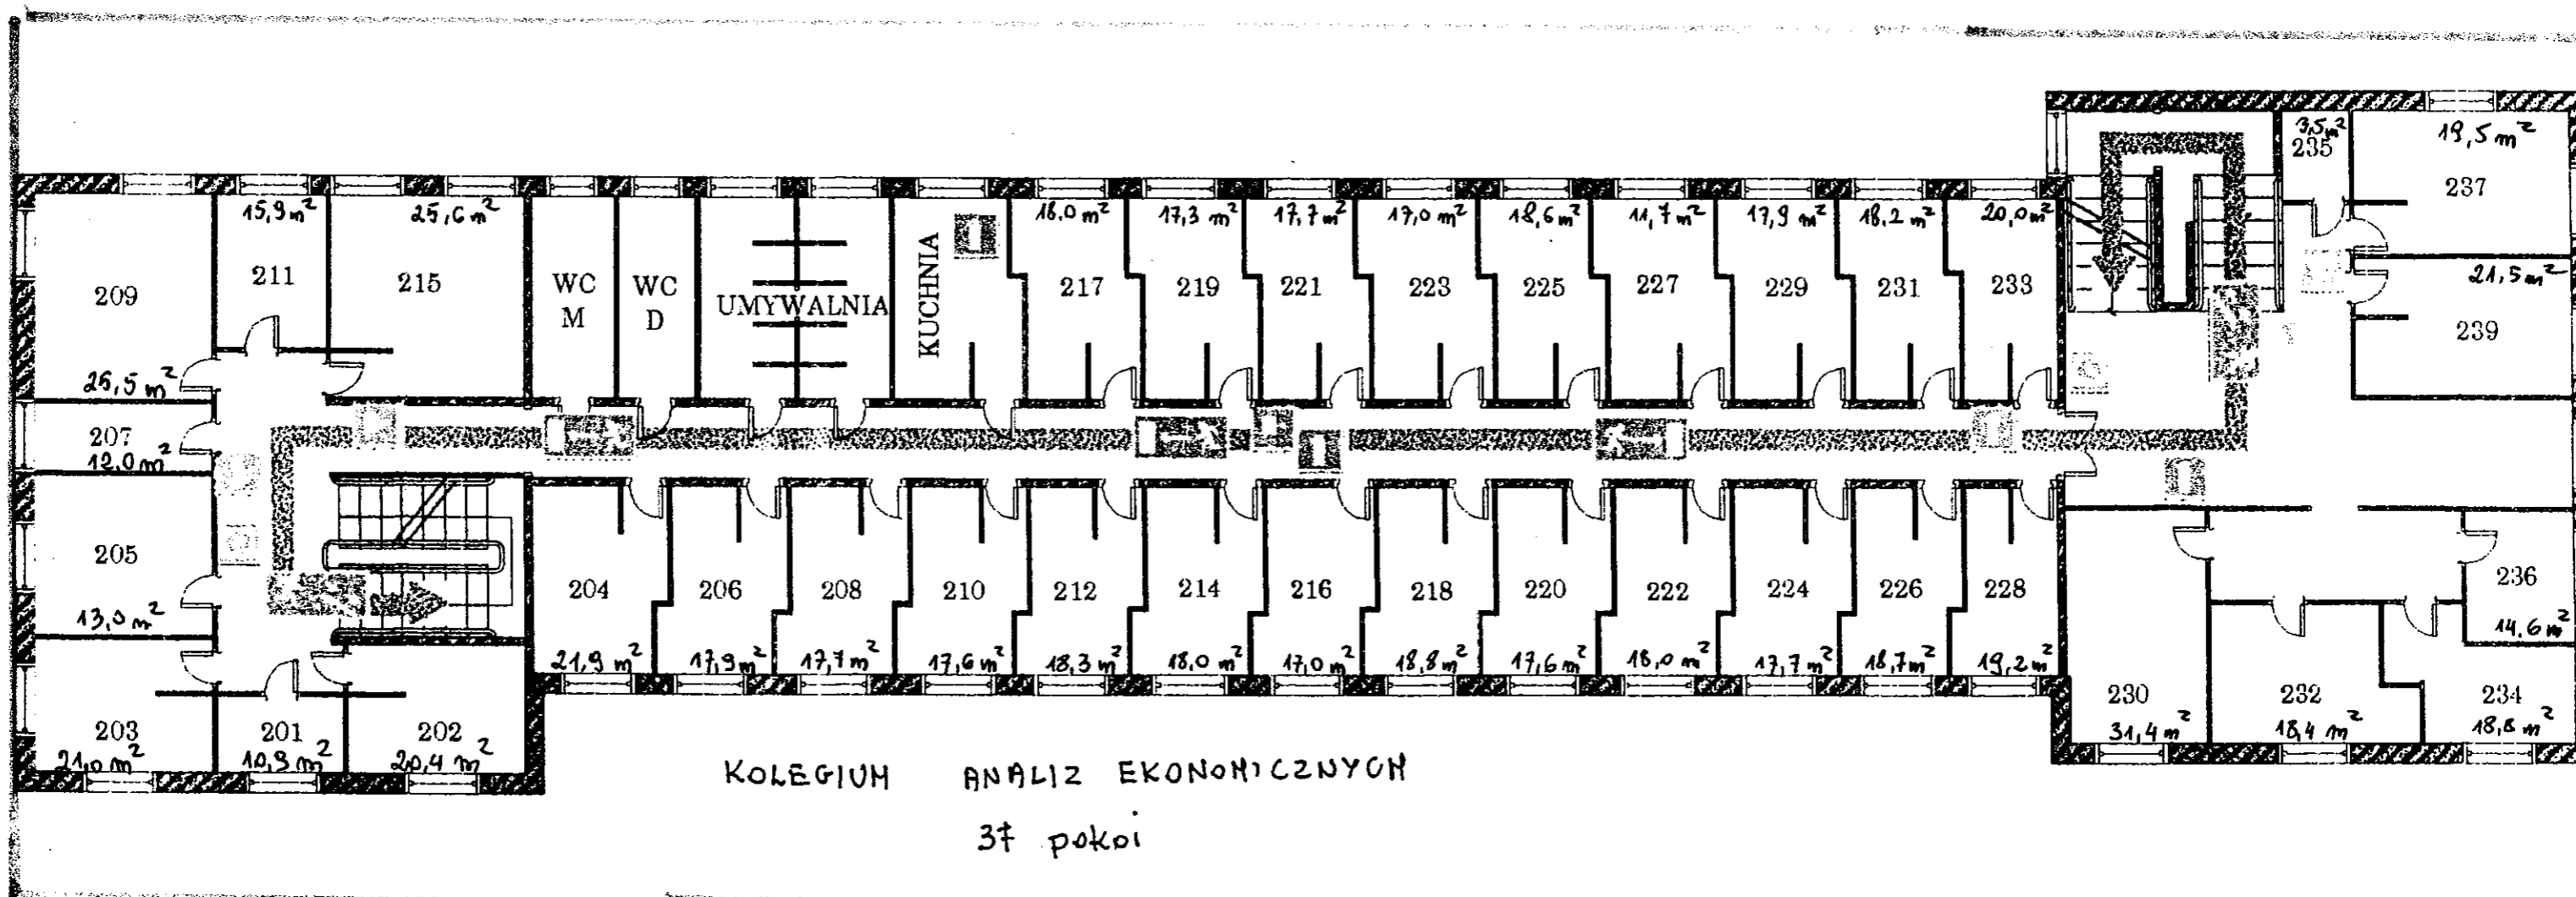 3,5 m²
19,5 m²
235
237
15,9 m²
25,6 m²
18,0 m²
17,3 m²
17,7 m²
17,0 m²
18,6 m²
11,7 m²
17,9 m²
18,2 m²
20,0 m²
209
211
215
WC
M
WC
D
UMYWALNIA
KUCHNIA
217
219
221
223
225
227
229
231
233
21,5 m²
239
25,5 m²
207
12,0 m²
205
13,0 m²
204
206
208
210
212
214
216
218
220
222
224
226
228
236
14,6 m²
21,9 m²
17,9 m²
17,7 m²
17,6 m²
18,3 m²
18,0 m²
17,0 m²
18,8 m²
17,6 m²
18,0 m²
17,7 m²
18,7 m²
19,2 m²
203
21,0 m²
201
10,9 m²
202
20,4 m²
230
31,4 m²
232
18,4 m²
234
18,8 m²
KOLEGIUM ANALIZ EKONOMICZNYCH
37 pokoi